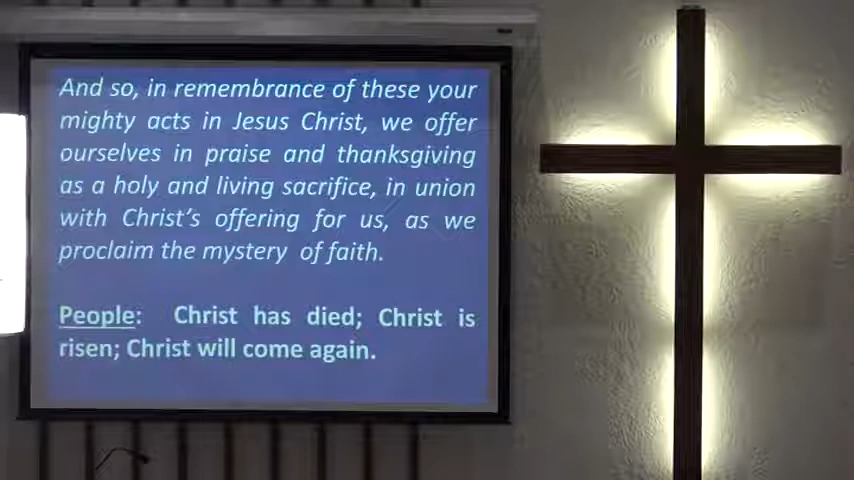 And so, in remembrance of these your
mighty acts in Jesus Christ, we offer
ourselves in praise and thanksgiving
as a holy and living sacrifice, in union
with Christ's offering for us, as we
proclaim the mystery of faith.
People: Christ has died; Christ is
risen; Christ will come again.